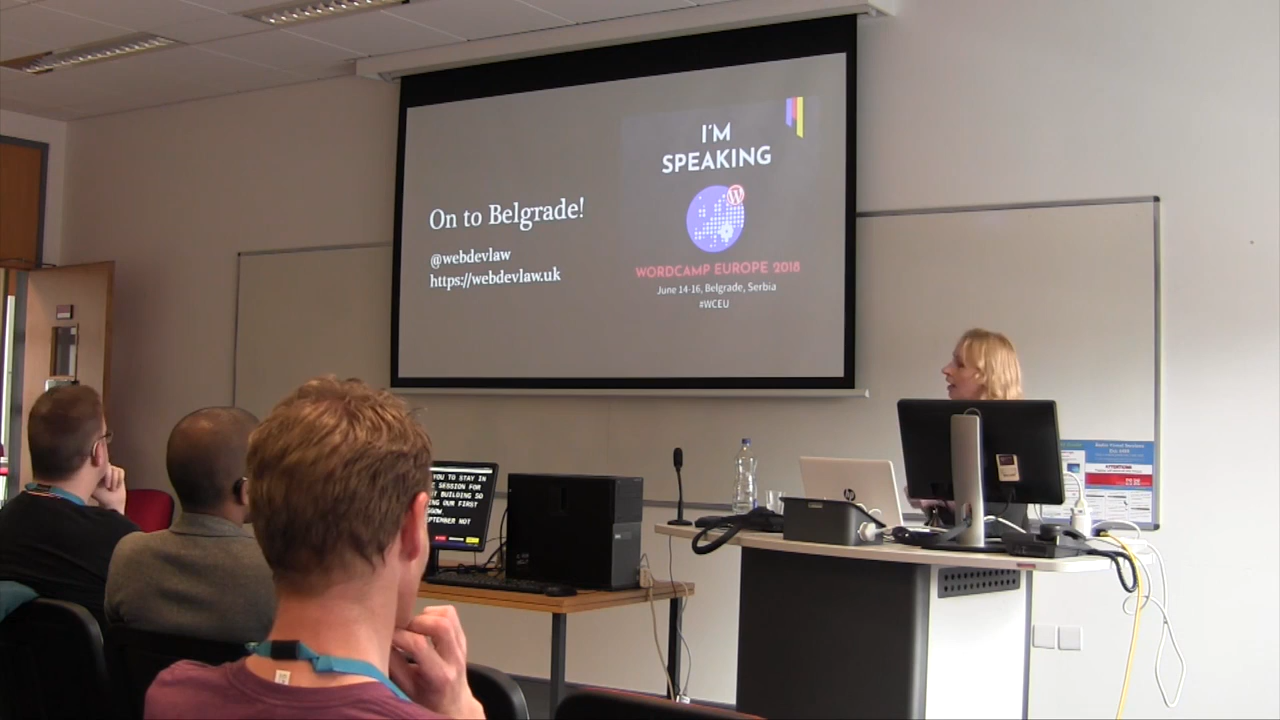 I'M
SPEAKING
On to Belgrade!
@webdevlaw
https://webdevlaw.uk
WORDCAMP EUROPE 2018
June 14-16, Belgrade, Serbia
#WCEU
YOU TO STAY IN
SESSION FOR
BUILDING SO
OUR FIRST
PTEMBER NOT
hp